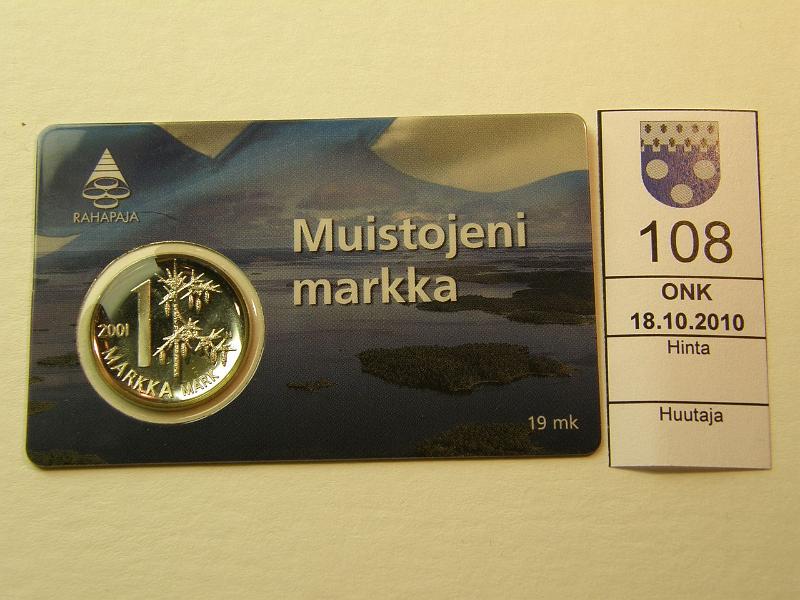 RAHAPAJA
Muistojeni
markka
2001
1
MARKKA MARK
19 mk
108
ONK
18.10.2010
Hinta
Huutaja